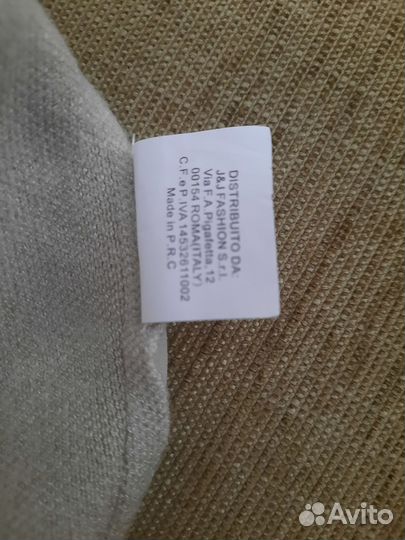 DISTRIBUITO DA:
J&J FASHION S.r.l.
Via F.A.Pigafetta,12
00154 ROMA(ITALY)
C.F. e P.IVA 14532611002
Made in P.R.C
Avito